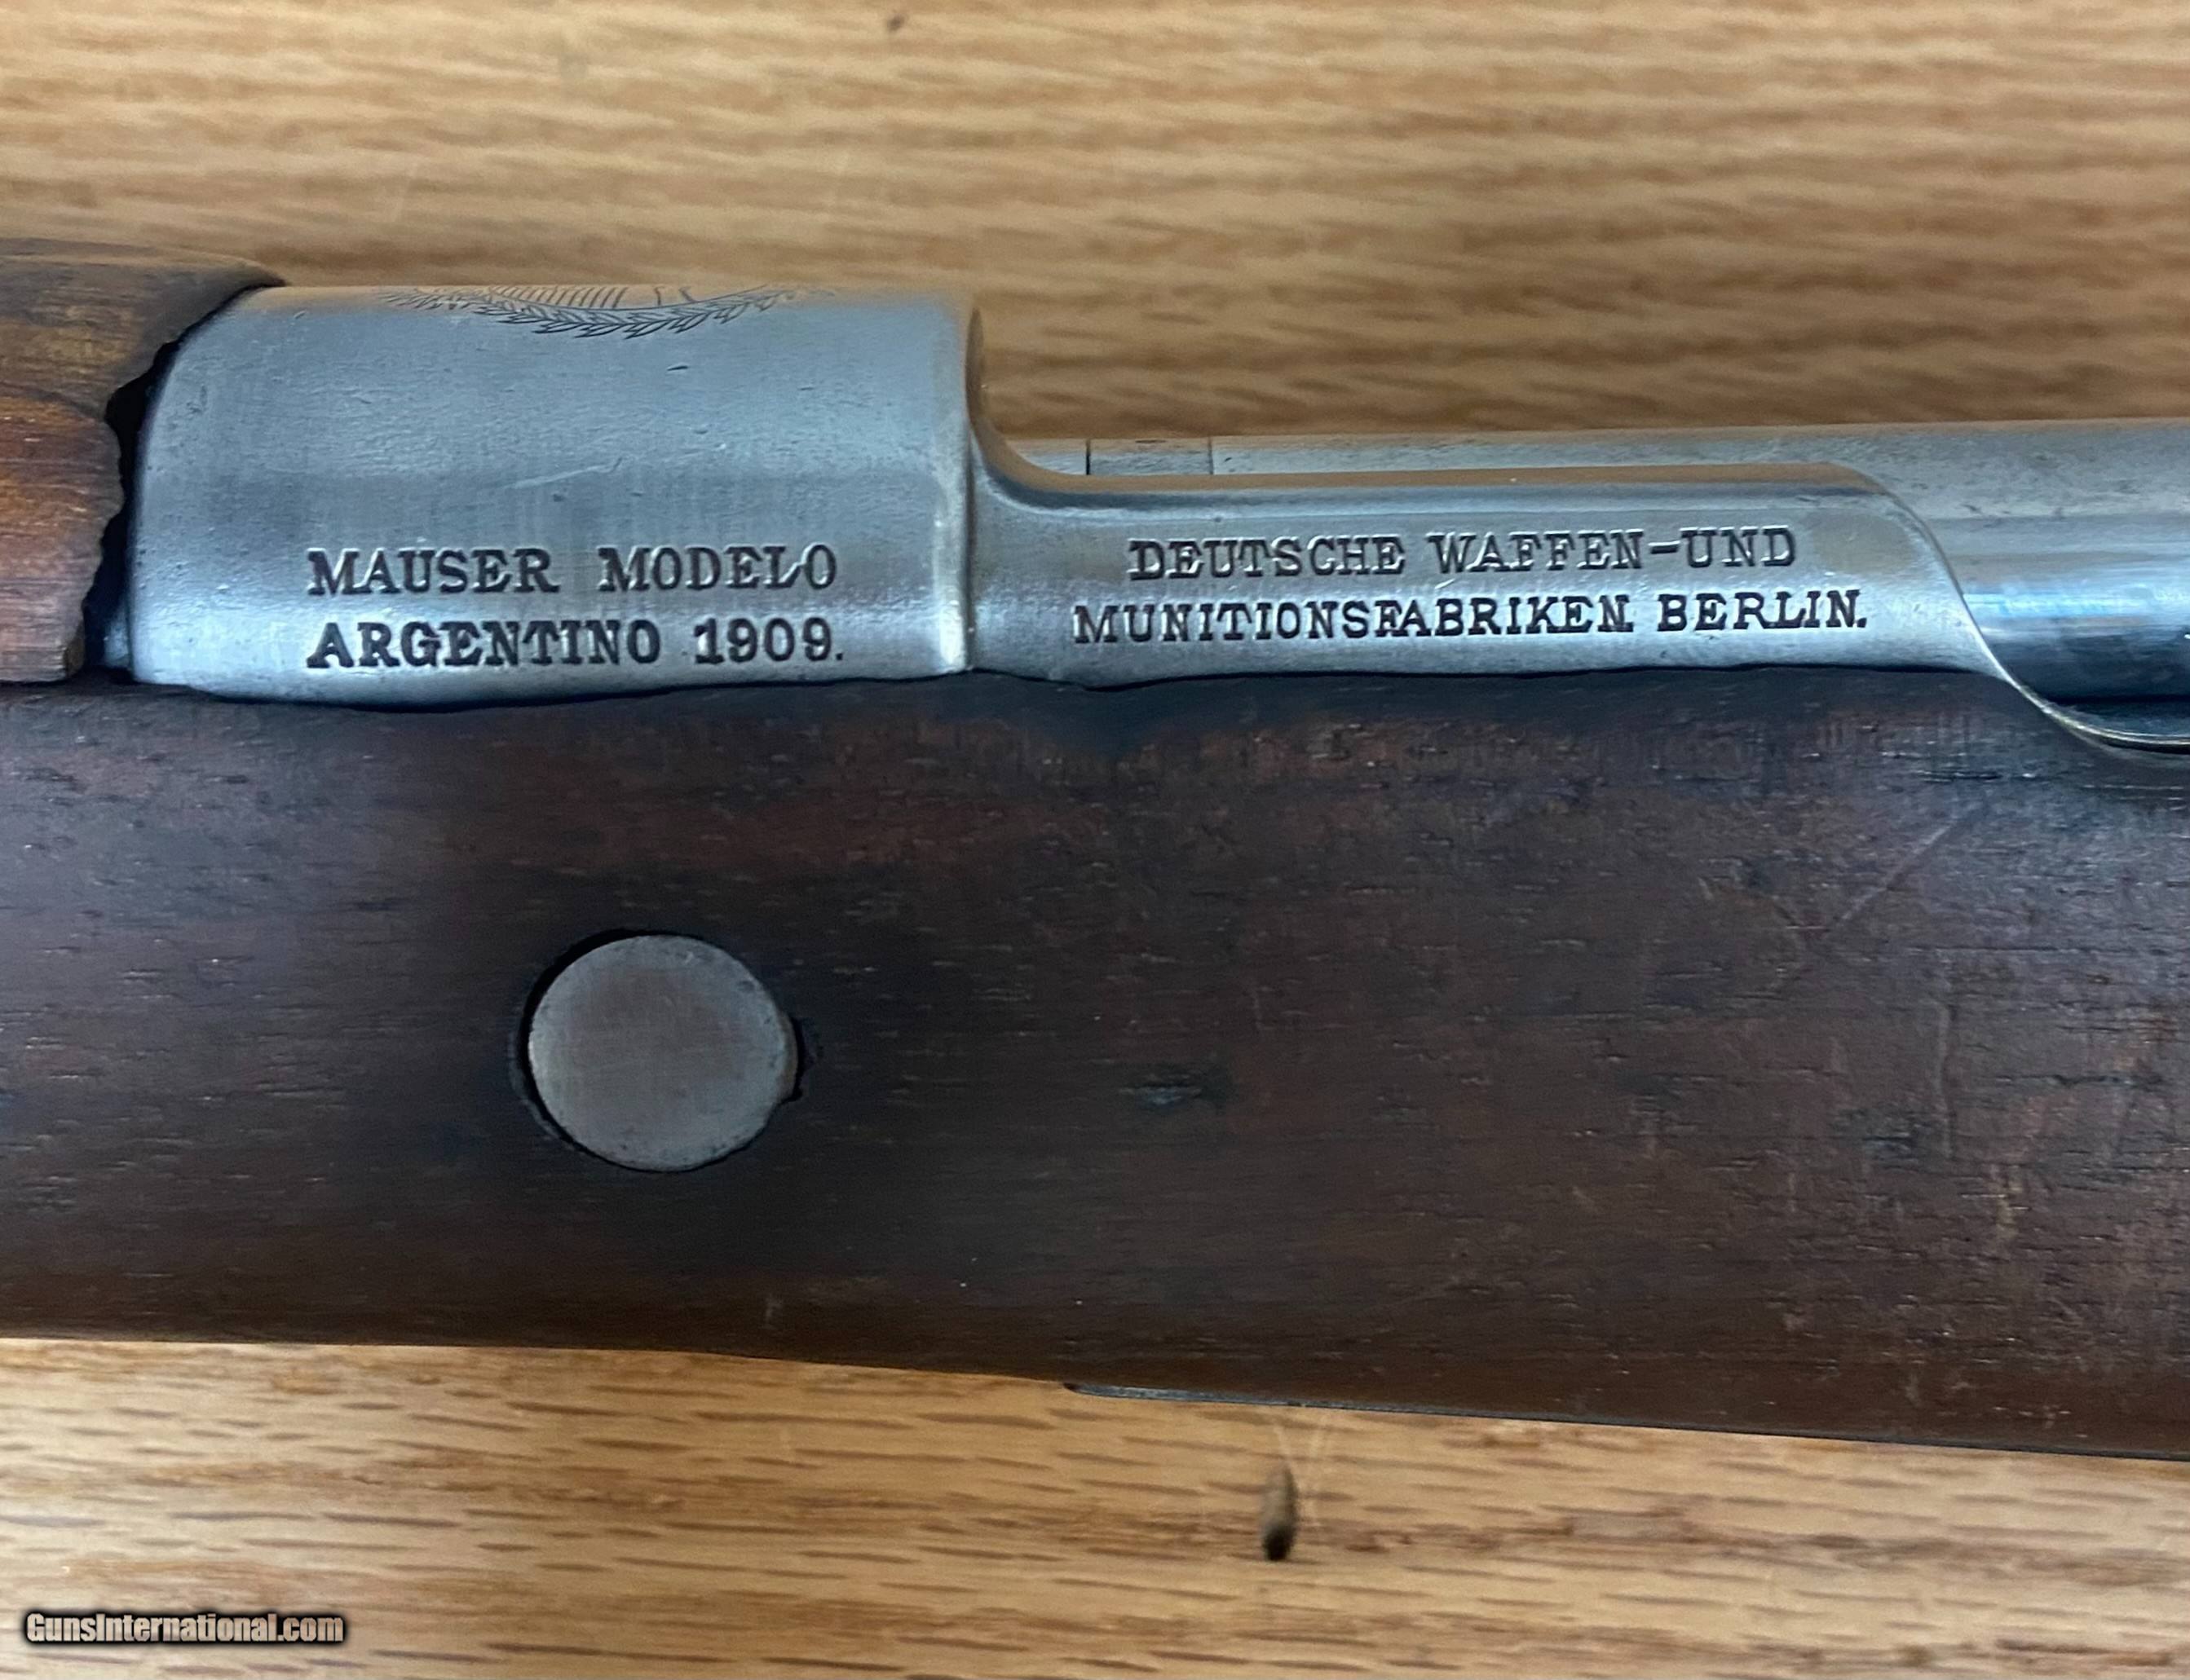 MAUSER MODELO
ARGENTINO 1909.
DEUTSCHE WAFFEN-UND
MUNITIONSFABRIKEN. BERLIN.
GunsInternational.com